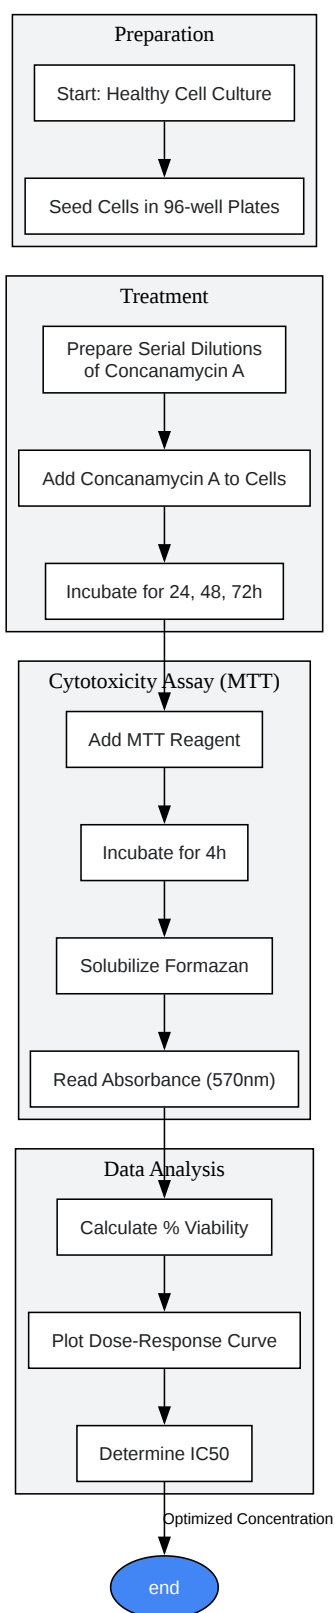 Preparation
Start: Healthy Cell Culture
Seed Cells in 96-well Plates
Treatment
Prepare Serial Dilutions
of Concanamycin A
Add Concanamycin A to Cells
Incubate for 24, 48, 72h
Cytotoxicity Assay (MTT)
Add MTT Reagent
Incubate for 4h
Solubilize Formazan
Read Absorbance (570nm)
Data Analysis
Calculate % Viability
Plot Dose-Response Curve
Determine IC50
Optimized Concentration
end